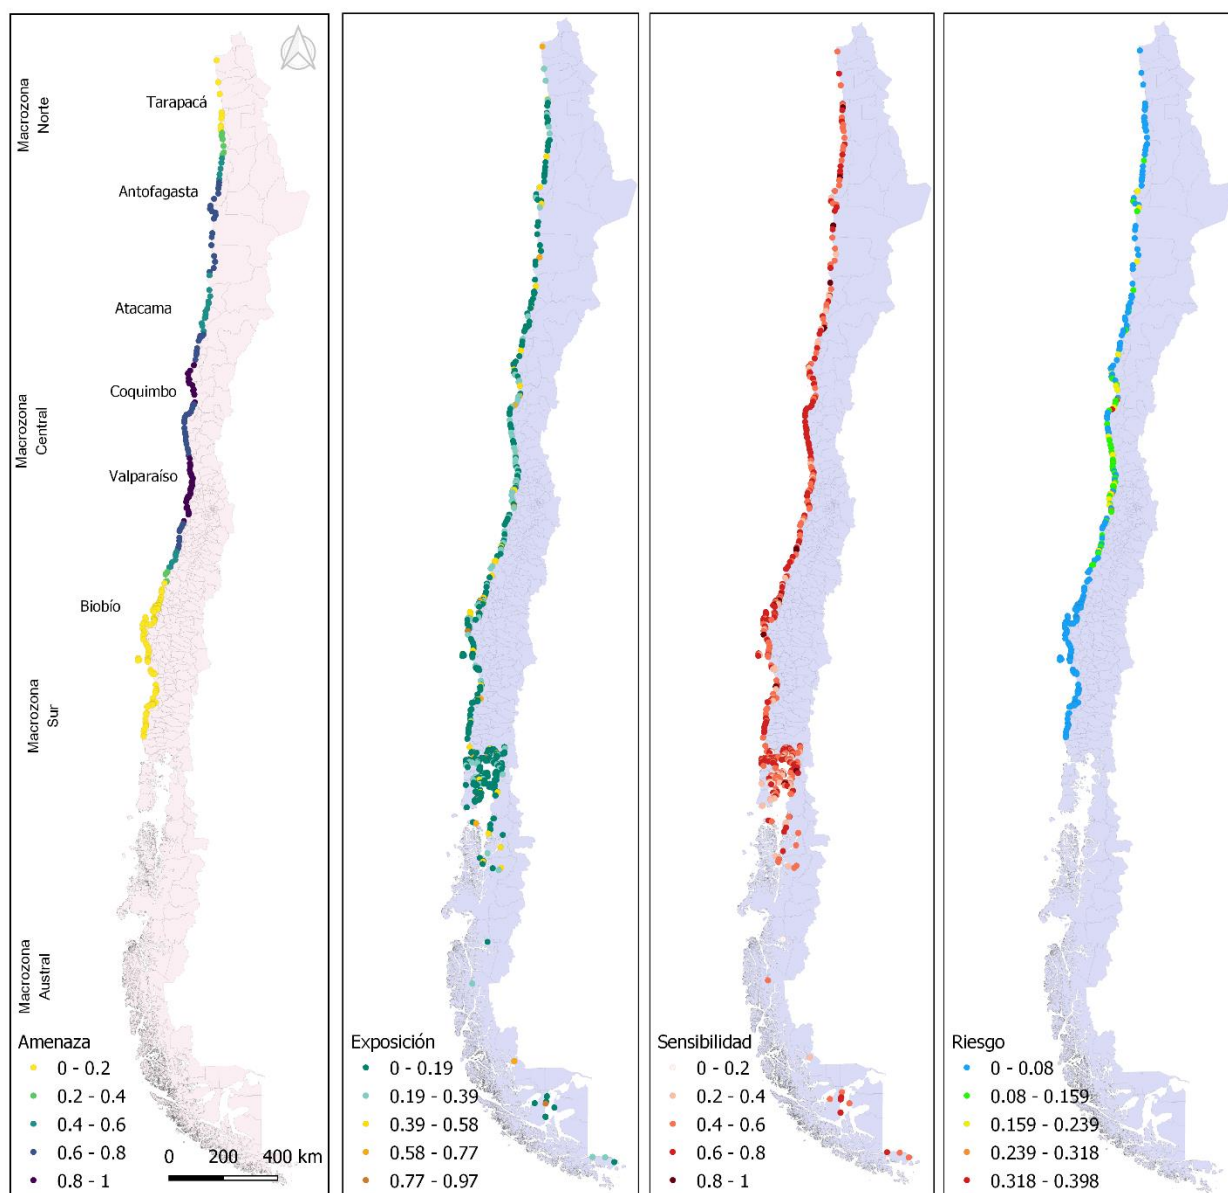 Macrozona
Norte
Tarapacá
Antofagasta
Atacama
Macrozona
Central
Coquimbo
Valparaíso
Macrozona
Sur
Biobío
Macrozona
Austral
Amenaza
0 - 0.2
0.2 - 0.4
0.4 - 0.6
0.6 - 0.8
0.8 - 1
0 200 400 km
Exposición
0 - 0.19
0.19 - 0.39
0.39 - 0.58
0.58 - 0.77
0.77 - 0.97
Sensibilidad
0 - 0.2
0.2 - 0.4
0.4 - 0.6
0.6 - 0.8
0.8 - 1
Riesgo
0 - 0.08
0.08 - 0.159
0.159 - 0.239
0.239 - 0.318
0.318 - 0.398